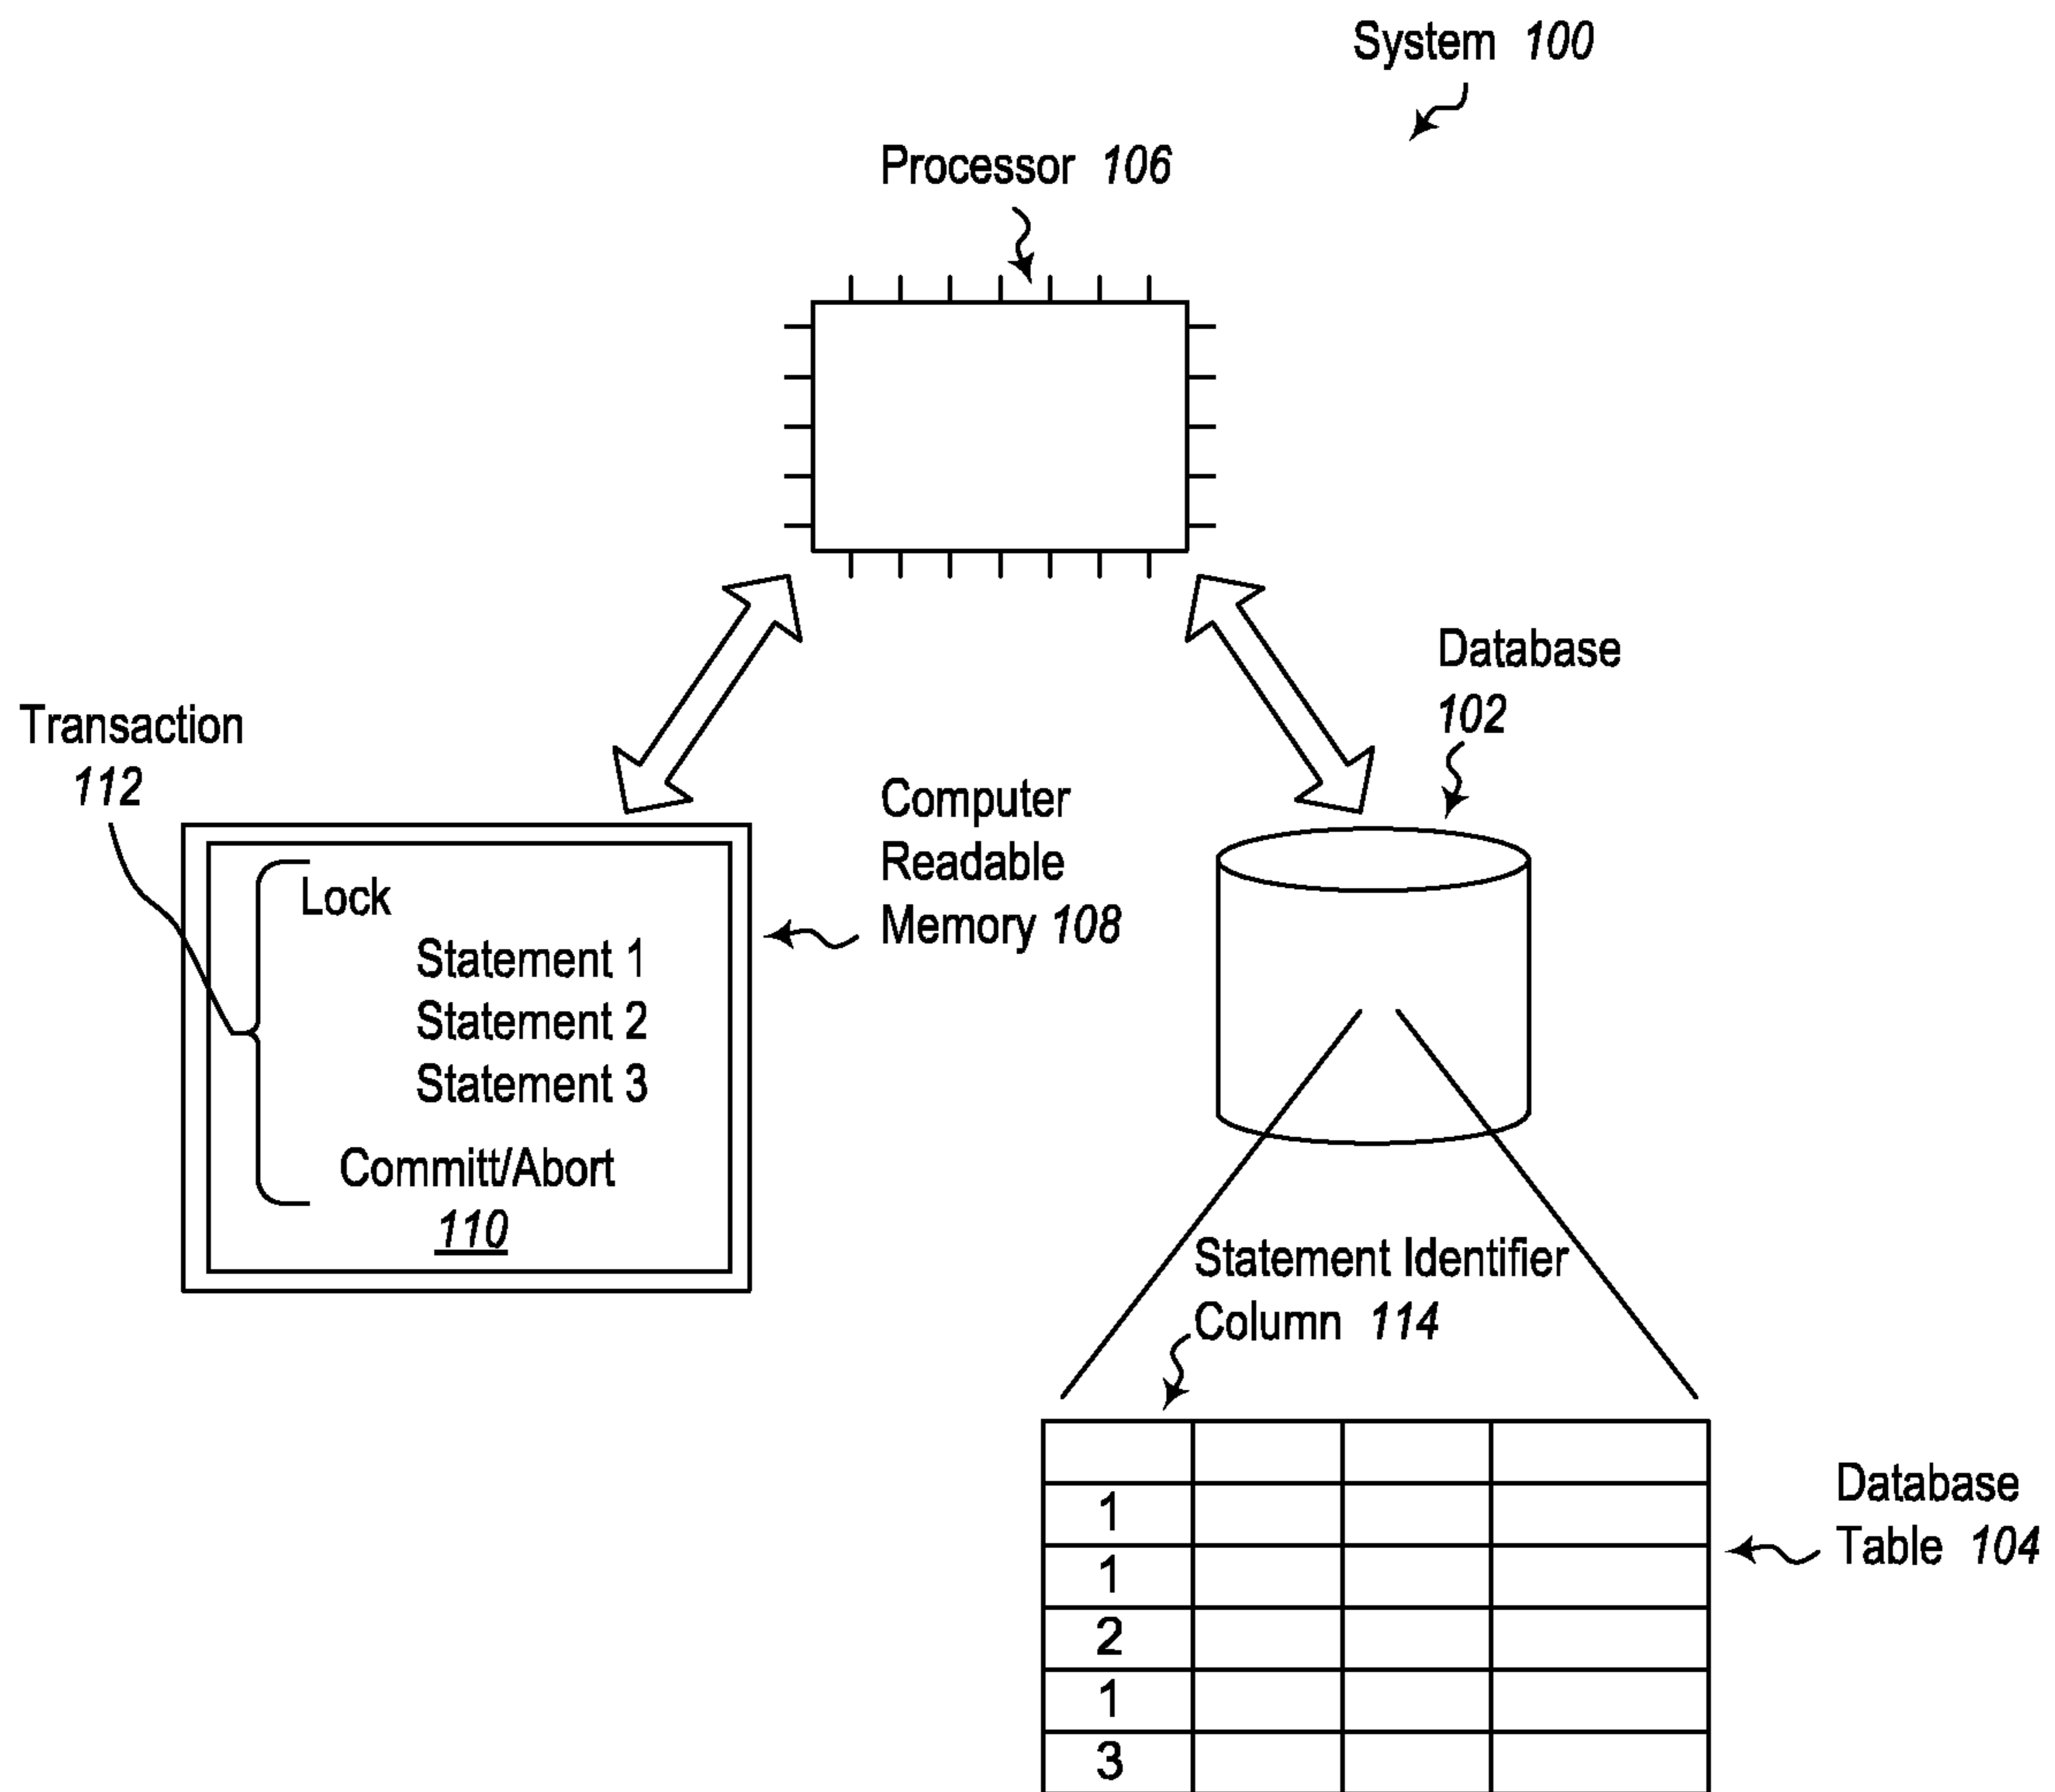 System 100
Processor 106
Database
102
Transaction
112
Computer
Readable
Memory 108
Lock
Statement 1
Statement 2
Statement 3
Committ/Abort
110
Statement Identifier
Column 114
Database
Table 104
1
1
2
1
3